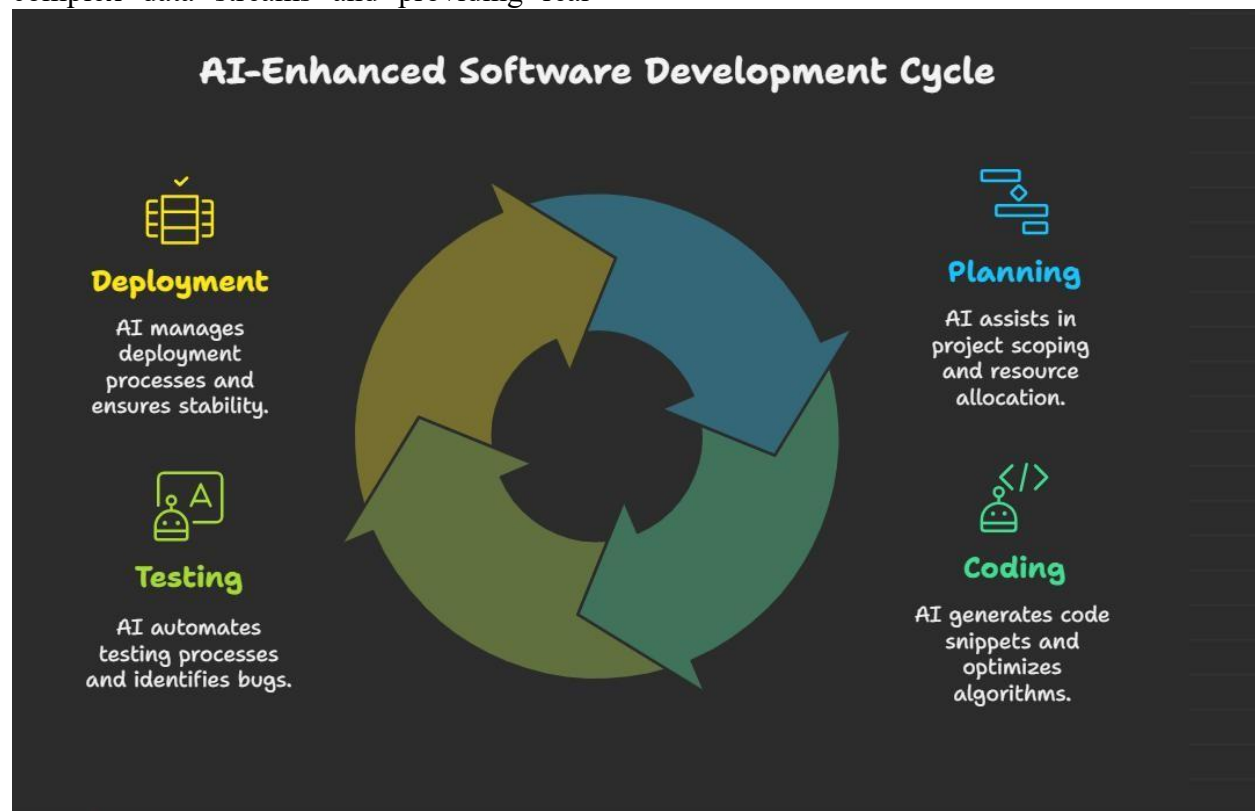 AI-Enhanced Software Development Cycle
Deployment
AI manages
deployment
processes and
ensures stability.
Planning
AI assists in
project scoping
and resource
allocation.
Testing
AI automates
testing processes
and identifies bugs.
Coding
AI generates code
snippets and
optimizes
algorithms.